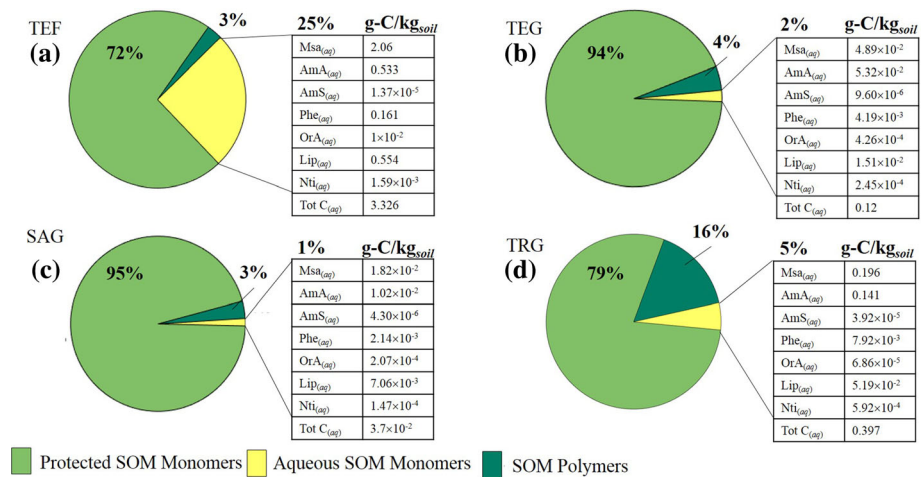 TEF
(a)
72%
3%
25% g-C/kgsoil
Msa(aq) 2.06
AmA(aq) 0.533
AmS(aq) 1.37×10-5
Phe(aq) 0.161
OrA(aq) 1×10-2
Lip(aq) 0.554
Nti(aq) 1.59×10-3
Tot C(aq) 3.326
TEG
(b)
94%
4%
2% g-C/kgsoil
Msa(aq) 4.89×10-2
AmA(aq) 5.32×10-2
AmS(aq) 9.60×10-6
Phe(aq) 4.19×10-3
OrA(aq) 4.26×10-4
Lip(aq) 1.51×10-2
Nti(aq) 2.45×10-4
Tot C(aq) 0.12
SAG
(c)
95%
3%
1% g-C/kgsoil
Msa(aq) 1.82×10-2
AmA(aq) 1.02×10-2
AmS(aq) 4.30×10-6
Phe(aq) 2.14×10-3
OrA(aq) 2.07×10-4
Lip(aq) 7.06×10-3
Nti(aq) 1.47×10-4
Tot C(aq) 3.7×10-2
TRG
(d)
79%
16%
5% g-C/kgsoil
Msa(aq) 0.196
AmA(aq) 0.141
AmS(aq) 3.92×10-5
Phe(aq) 7.92×10-3
OrA(aq) 6.86×10-5
Lip(aq) 5.19×10-2
Nti(aq) 5.92×10-4
Tot C(aq) 0.397
Protected SOM Monomers Aqueous SOM Monomers SOM Polymers